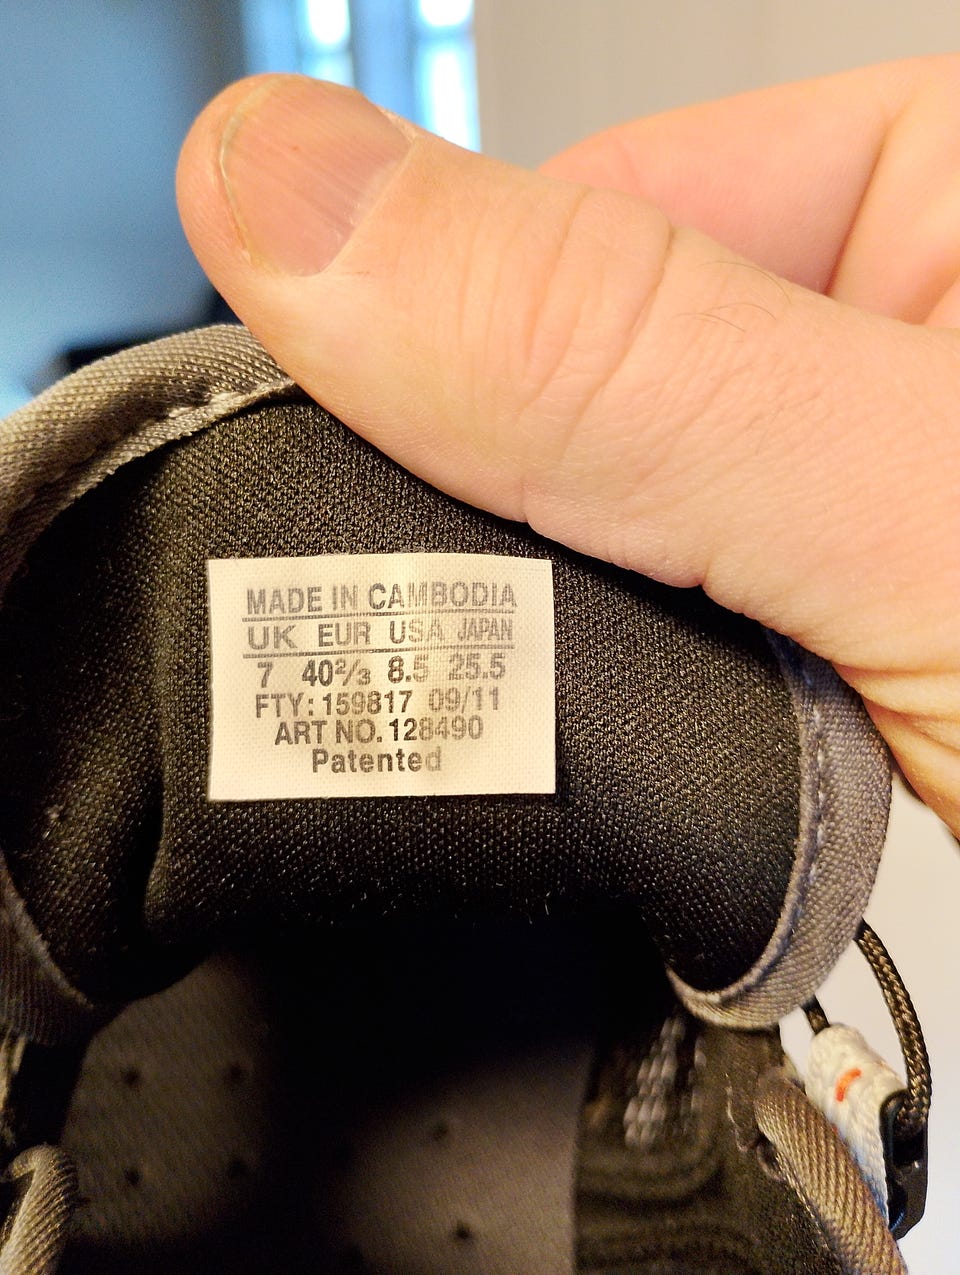 MADE IN CAMBODIA
UK EUR USA JAPAN
7 40⅔ 8.5 25.5
FTY: 159817 09/11
ART NO. 128490
Patented